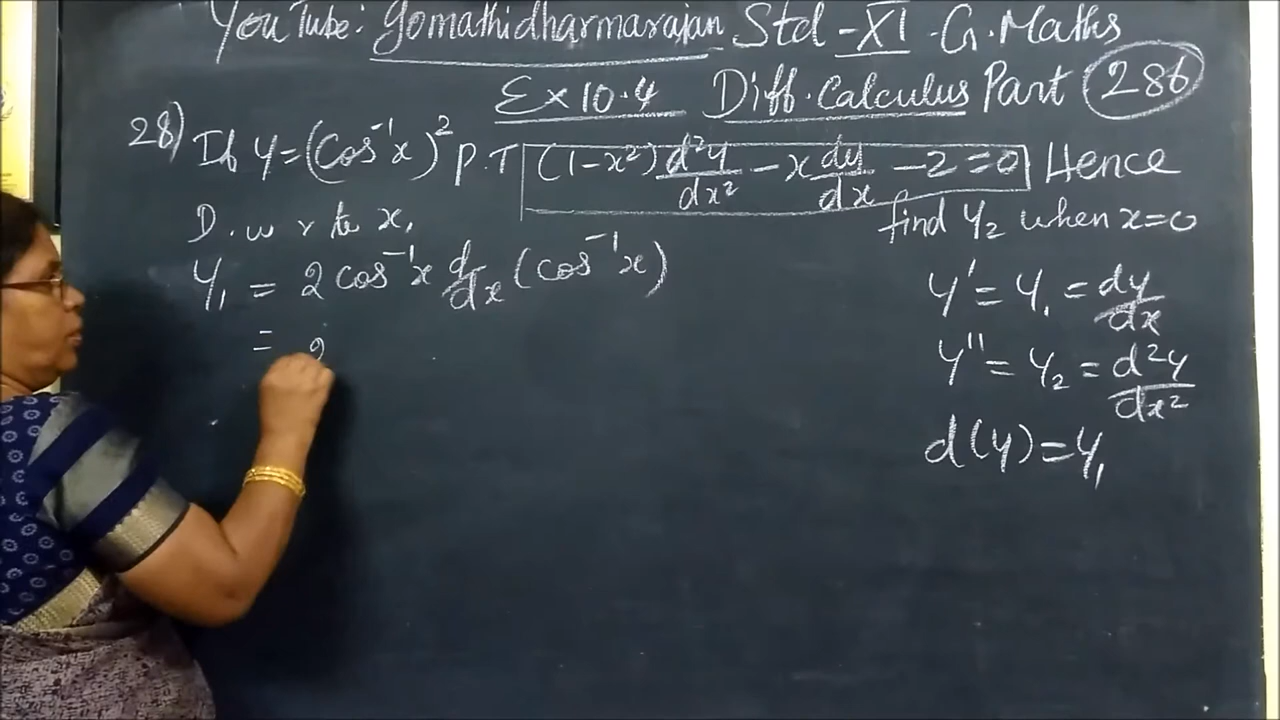 YouTube: Gomathidharmarajan Std-XI G.Maths
Ex 10.4 Diff. Calculus Part 286
28) If y=(Cos⁻¹x)² P.T (1-x²)d²y/dx² - x dy/dx - 2 = 0 Hence
find y₂ when x=0
D. w r to x,
y₁ = 2 cos⁻¹x d/dx (cos⁻¹x)
= 2
y' = y₁ = dy/dx
y'' = y₂ = d²y/dx²
d(y) = y₁